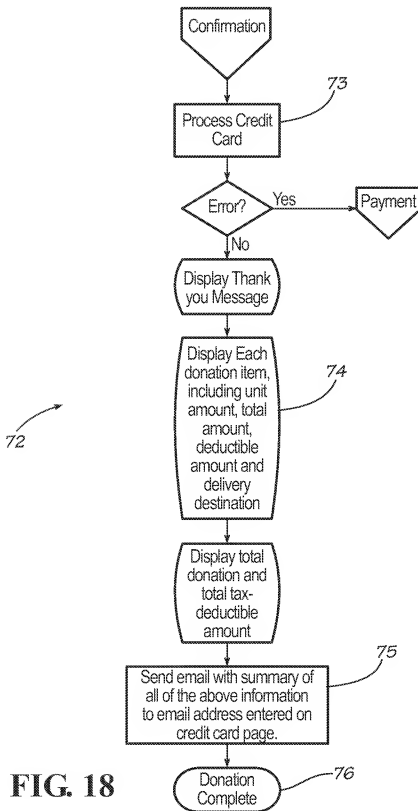 Confirmation
73
Process Credit
Card
Error?
Yes
Payment
No
Display Thank
you Message
Display Each
donation item,
including unit
amount, total
amount,
deductible
amount and
delivery
destination
74
72
Display total
donation and
total tax-
deductible
amount
75
Send email with summary of
all of the above information
to email address entered on
credit card page.
FIG. 18
Donation
Complete
76